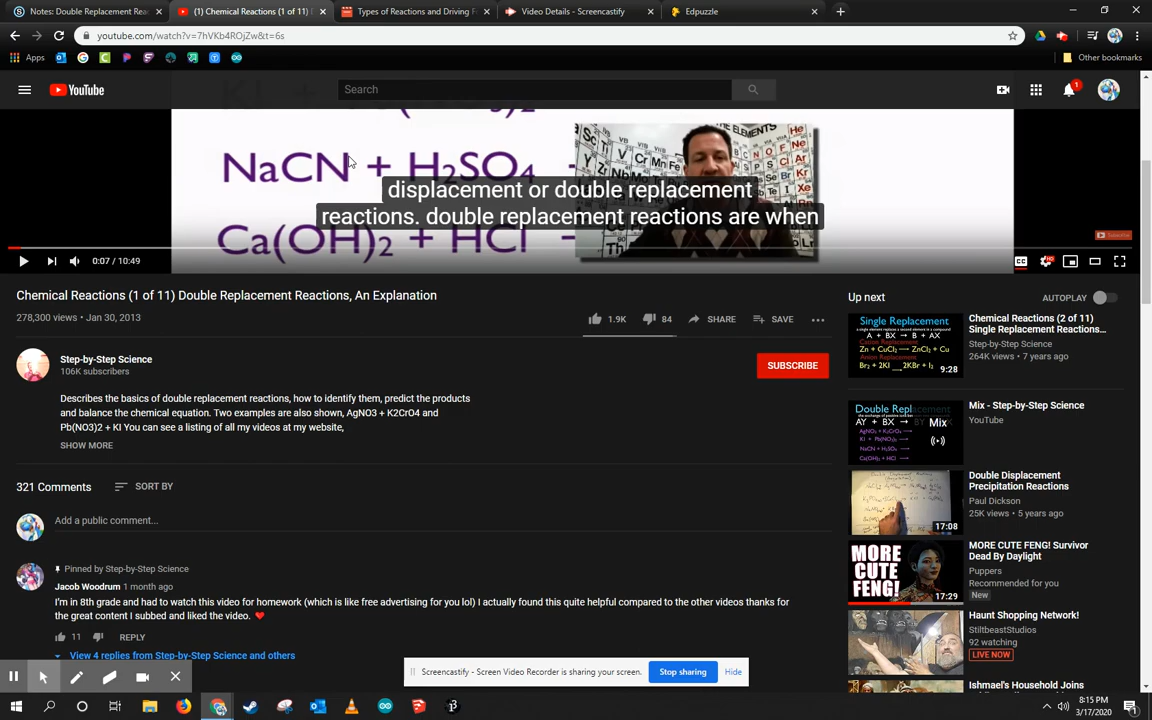 Notes: Double Replacement Reac
(1) Chemical Reactions (1 of 11)
Types of Reactions and Driving F
Video Details - Screencastify
Edpuzzle
youtube.com/watch?v=7hVKb4ROjZw&t=6s
Apps
Other bookmarks
YouTube
Search
1
NaCN + H₂SO₄
displacement or double replacement
reactions. double replacement reactions are when
Ca(OH)₂ + HCl
0:07 / 10:49
CC
HD
Chemical Reactions (1 of 11) Double Replacement Reactions, An Explanation
278,300 views • Jan 30, 2013
1.9K
84
SHARE
SAVE
Step-by-Step Science
106K subscribers
SUBSCRIBE
Describes the basics of double replacement reactions, how to identify them, predict the products
and balance the chemical equation. Two examples are also shown, AgNO3 + K2CrO4 and
Pb(NO3)2 + KI You can see a listing of all my videos at my website,
SHOW MORE
321 Comments
SORT BY
Add a public comment...
Pinned by Step-by-Step Science
Jacob Woodrum 1 month ago
I'm in 8th grade and had to watch this video for homework (which is like free advertising for you lol) I actually found this quite helpful compared to the other videos thanks for
the great content I subbed and liked the video. ❤
11
REPLY
View 4 replies from Step-by-Step Science and others
Up next
AUTOPLAY
Single Replacement
A + BX → B + AX
Zn + CuCl₂ → ZnCl₂ + Cu
Br₂ + 2KI → 2KBr + I₂
9:28
Chemical Reactions (2 of 11)
Single Replacement Reactions...
Step-by-Step Science
264K views • 7 years ago
Mix
Mix - Step-by-Step Science
YouTube
17:08
Double Displacement
Precipitation Reactions
Paul Dickson
25K views • 5 years ago
MORE
CUTE
FENG!
17:29
MORE CUTE FENG! Survivor
Dead By Daylight
Puppers
Recommended for you
New
Haunt Shopping Network!
StiltbeastStudios
92 watching
LIVE NOW
Ishmael's Household Joins
Screencastify - Screen Video Recorder is sharing your screen.
Stop sharing
Hide
8:15 PM
3/17/2020